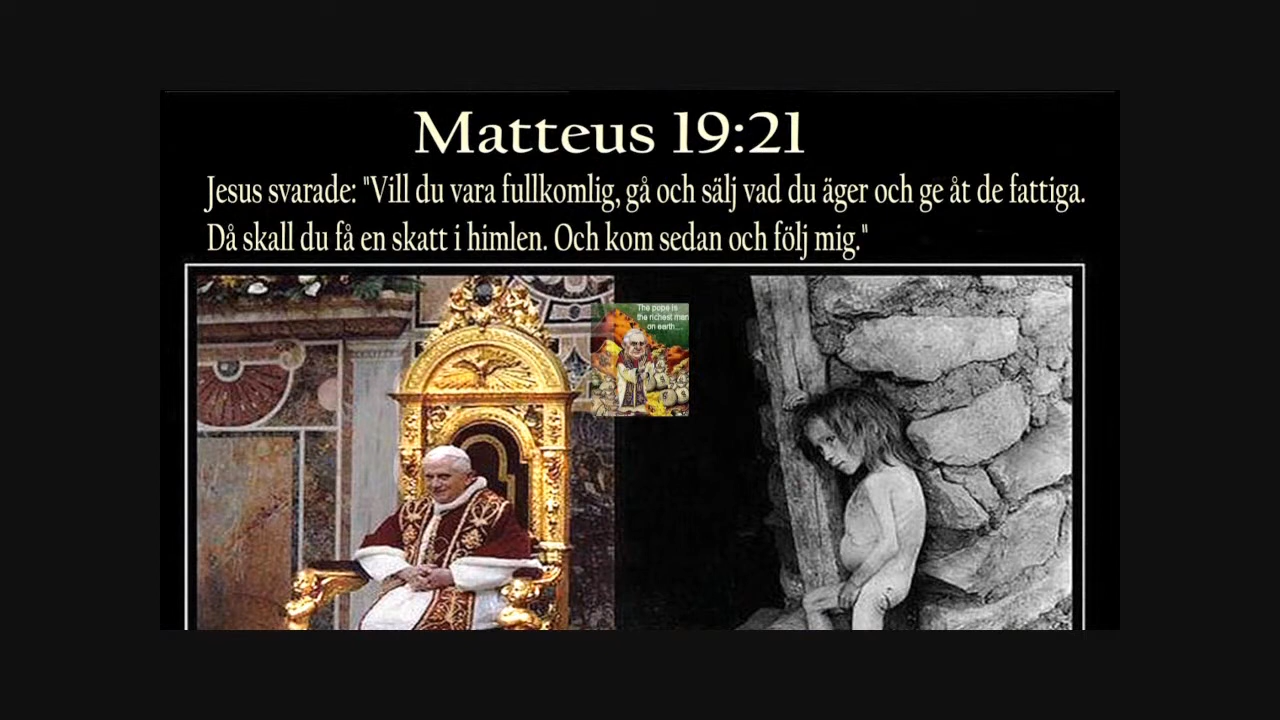 Matteus 19:21
Jesus svarade: "Vill du vara fullkomlig, gå och sälj vad du äger och ge åt de fattiga.
Då skall du få en skatt i himlen. Och kom sedan och följ mig."
The pope is
the richest man
on earth....